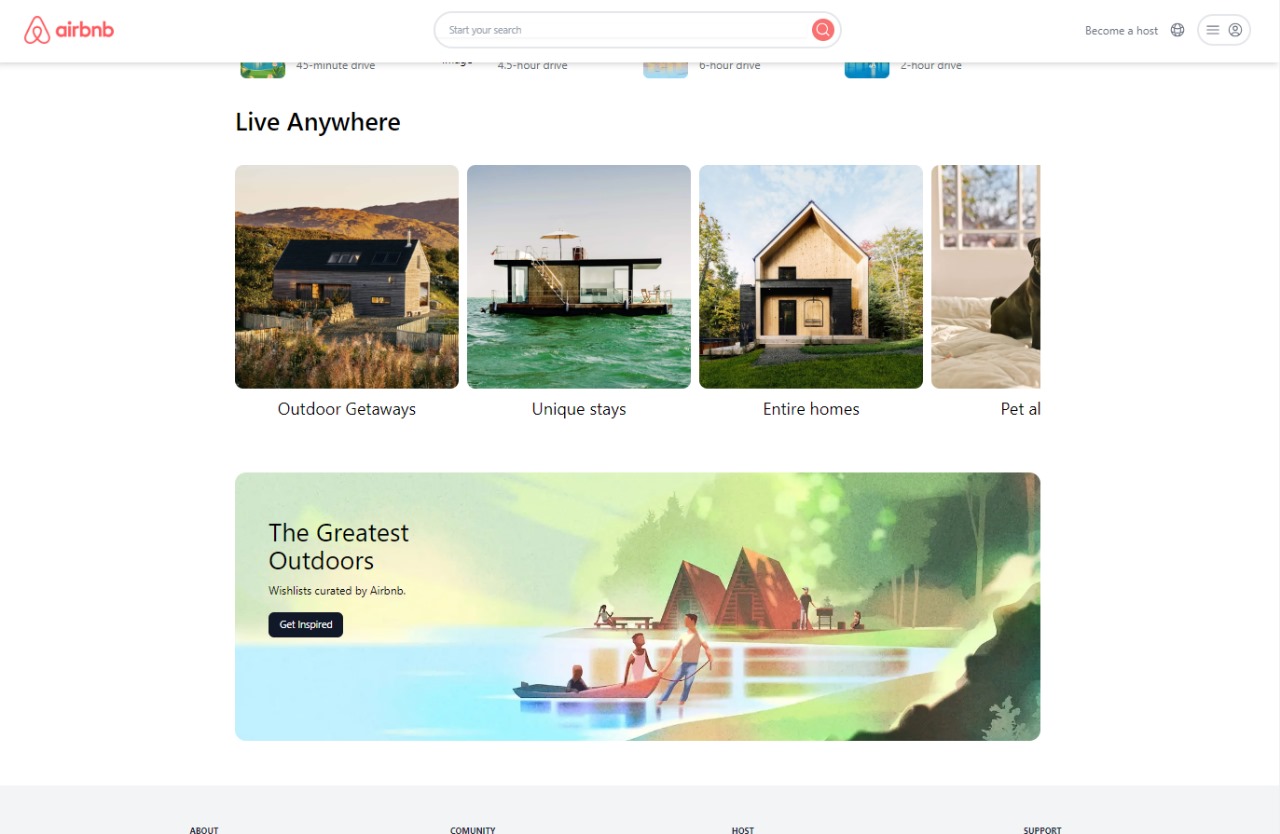 airbnb
Start your search
Become a host
45-minute drive
4.5-hour drive
6-hour drive
2-hour drive
Live Anywhere
Outdoor Getaways
Unique stays
Entire homes
Pet al
The Greatest
Outdoors
Wishlists curated by Airbnb.
Get Inspired
ABOUT
COMUNITY
HOST
SUPPORT